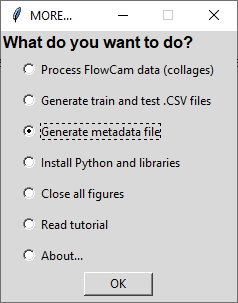 MORE...
What do you want to do?
Process FlowCam data (collages)
Generate train and test .CSV files
Generate metadata file
Install Python and libraries
Close all figures
Read tutorial
About...
OK